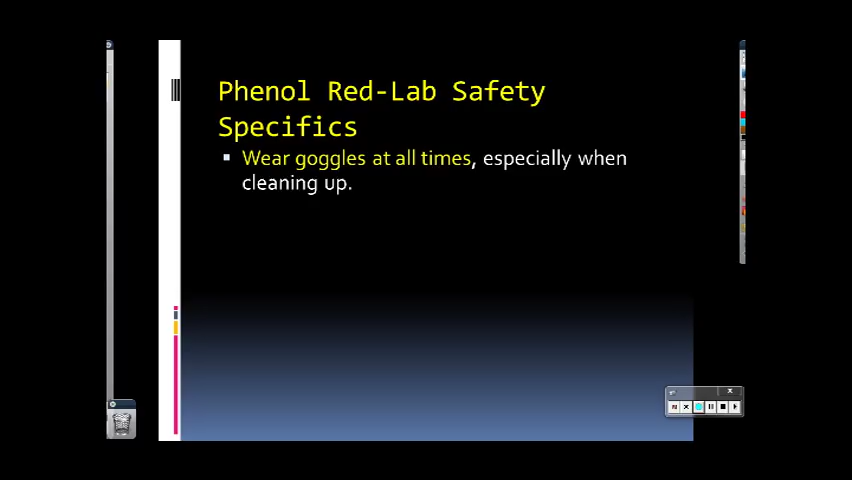 Phenol Red-Lab Safety
Specifics
Wear goggles at all times, especially when
cleaning up.